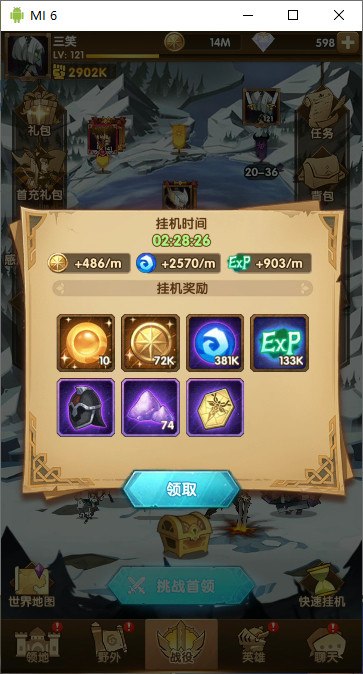 MI 6
三笑
14M
598
LV: 121
2902K
121
礼包
任务
20-36
首充礼包
背包
挂机时间
02:28:26
+486/m
+2570/m
EXP +903/m
挂机奖励
10
72K
381K
EXP
133K
74
领取
世界地图
挑战首领
快速挂机
领地
野外
战役
英雄
聊天